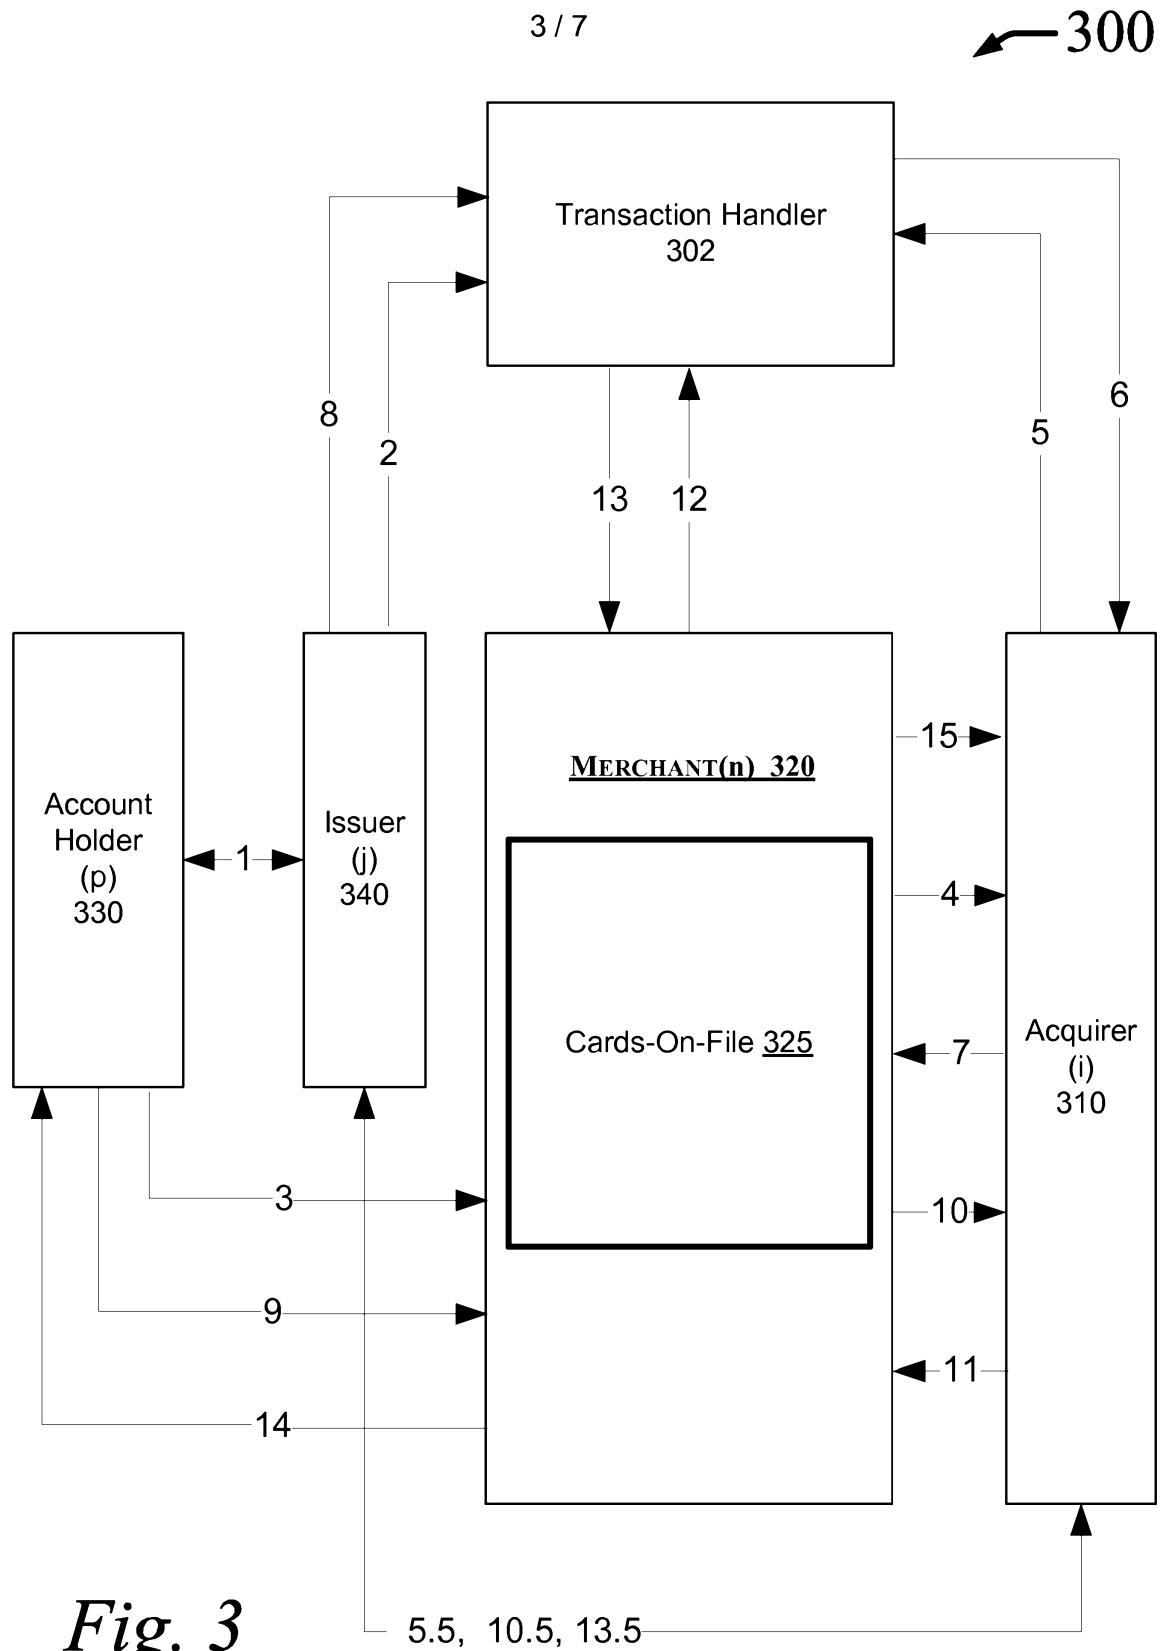 3 / 7
300
Transaction Handler
302
8
2
13
12
5
6
Account
Holder
(p)
330
1
Issuer
(j)
340
MERCHANT(n) 320
Cards-On-File 325
15
4
7
10
11
Acquirer
(i)
310
3
9
14
5.5, 10.5, 13.5
Fig. 3